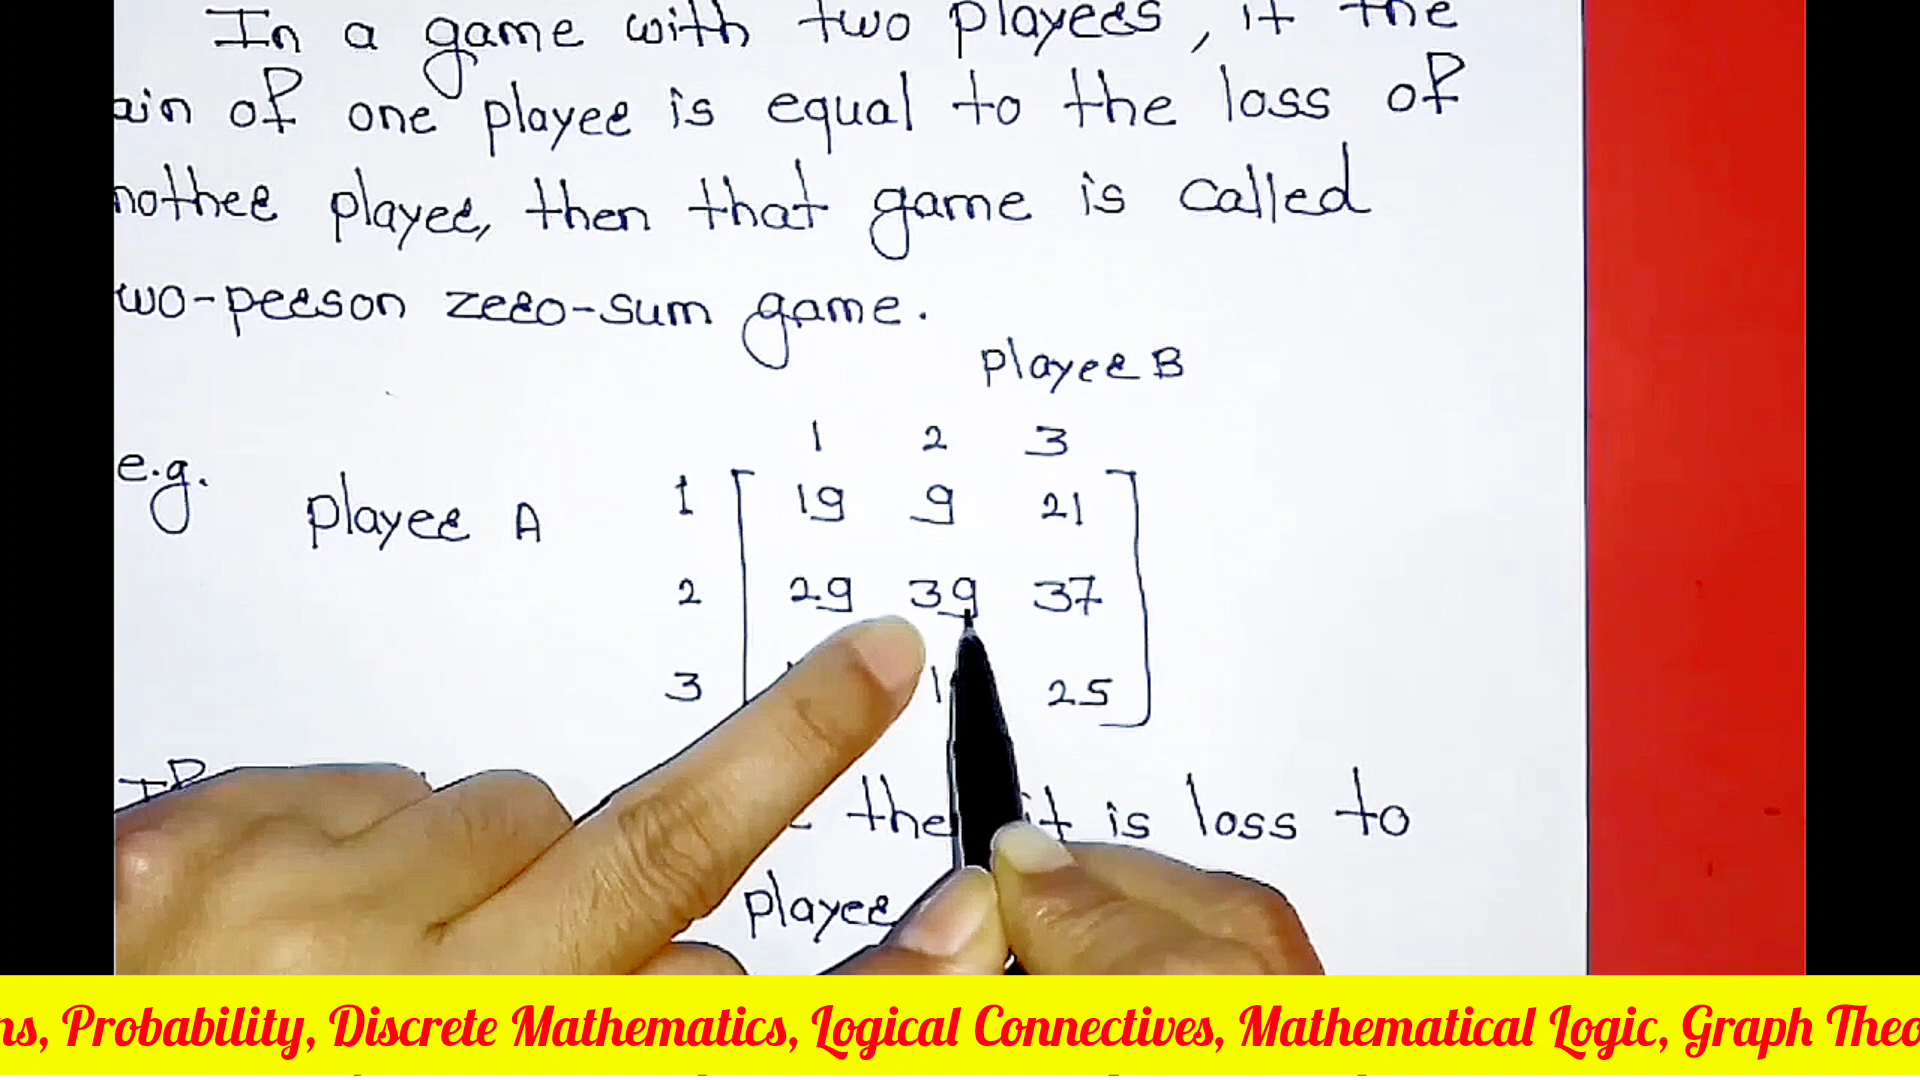 In a game with two players, if the
ain of one player is equal to the loss of
nother player, then that game is called
wo-person zero-sum game.
Player B
1 2 3
e.g. player A 1 19 9 21
2 29 39 37
3 25
the it is loss to
playe
ns, Probability, Discrete Mathematics, Logical Connectives, Mathematical Logic, Graph Theo